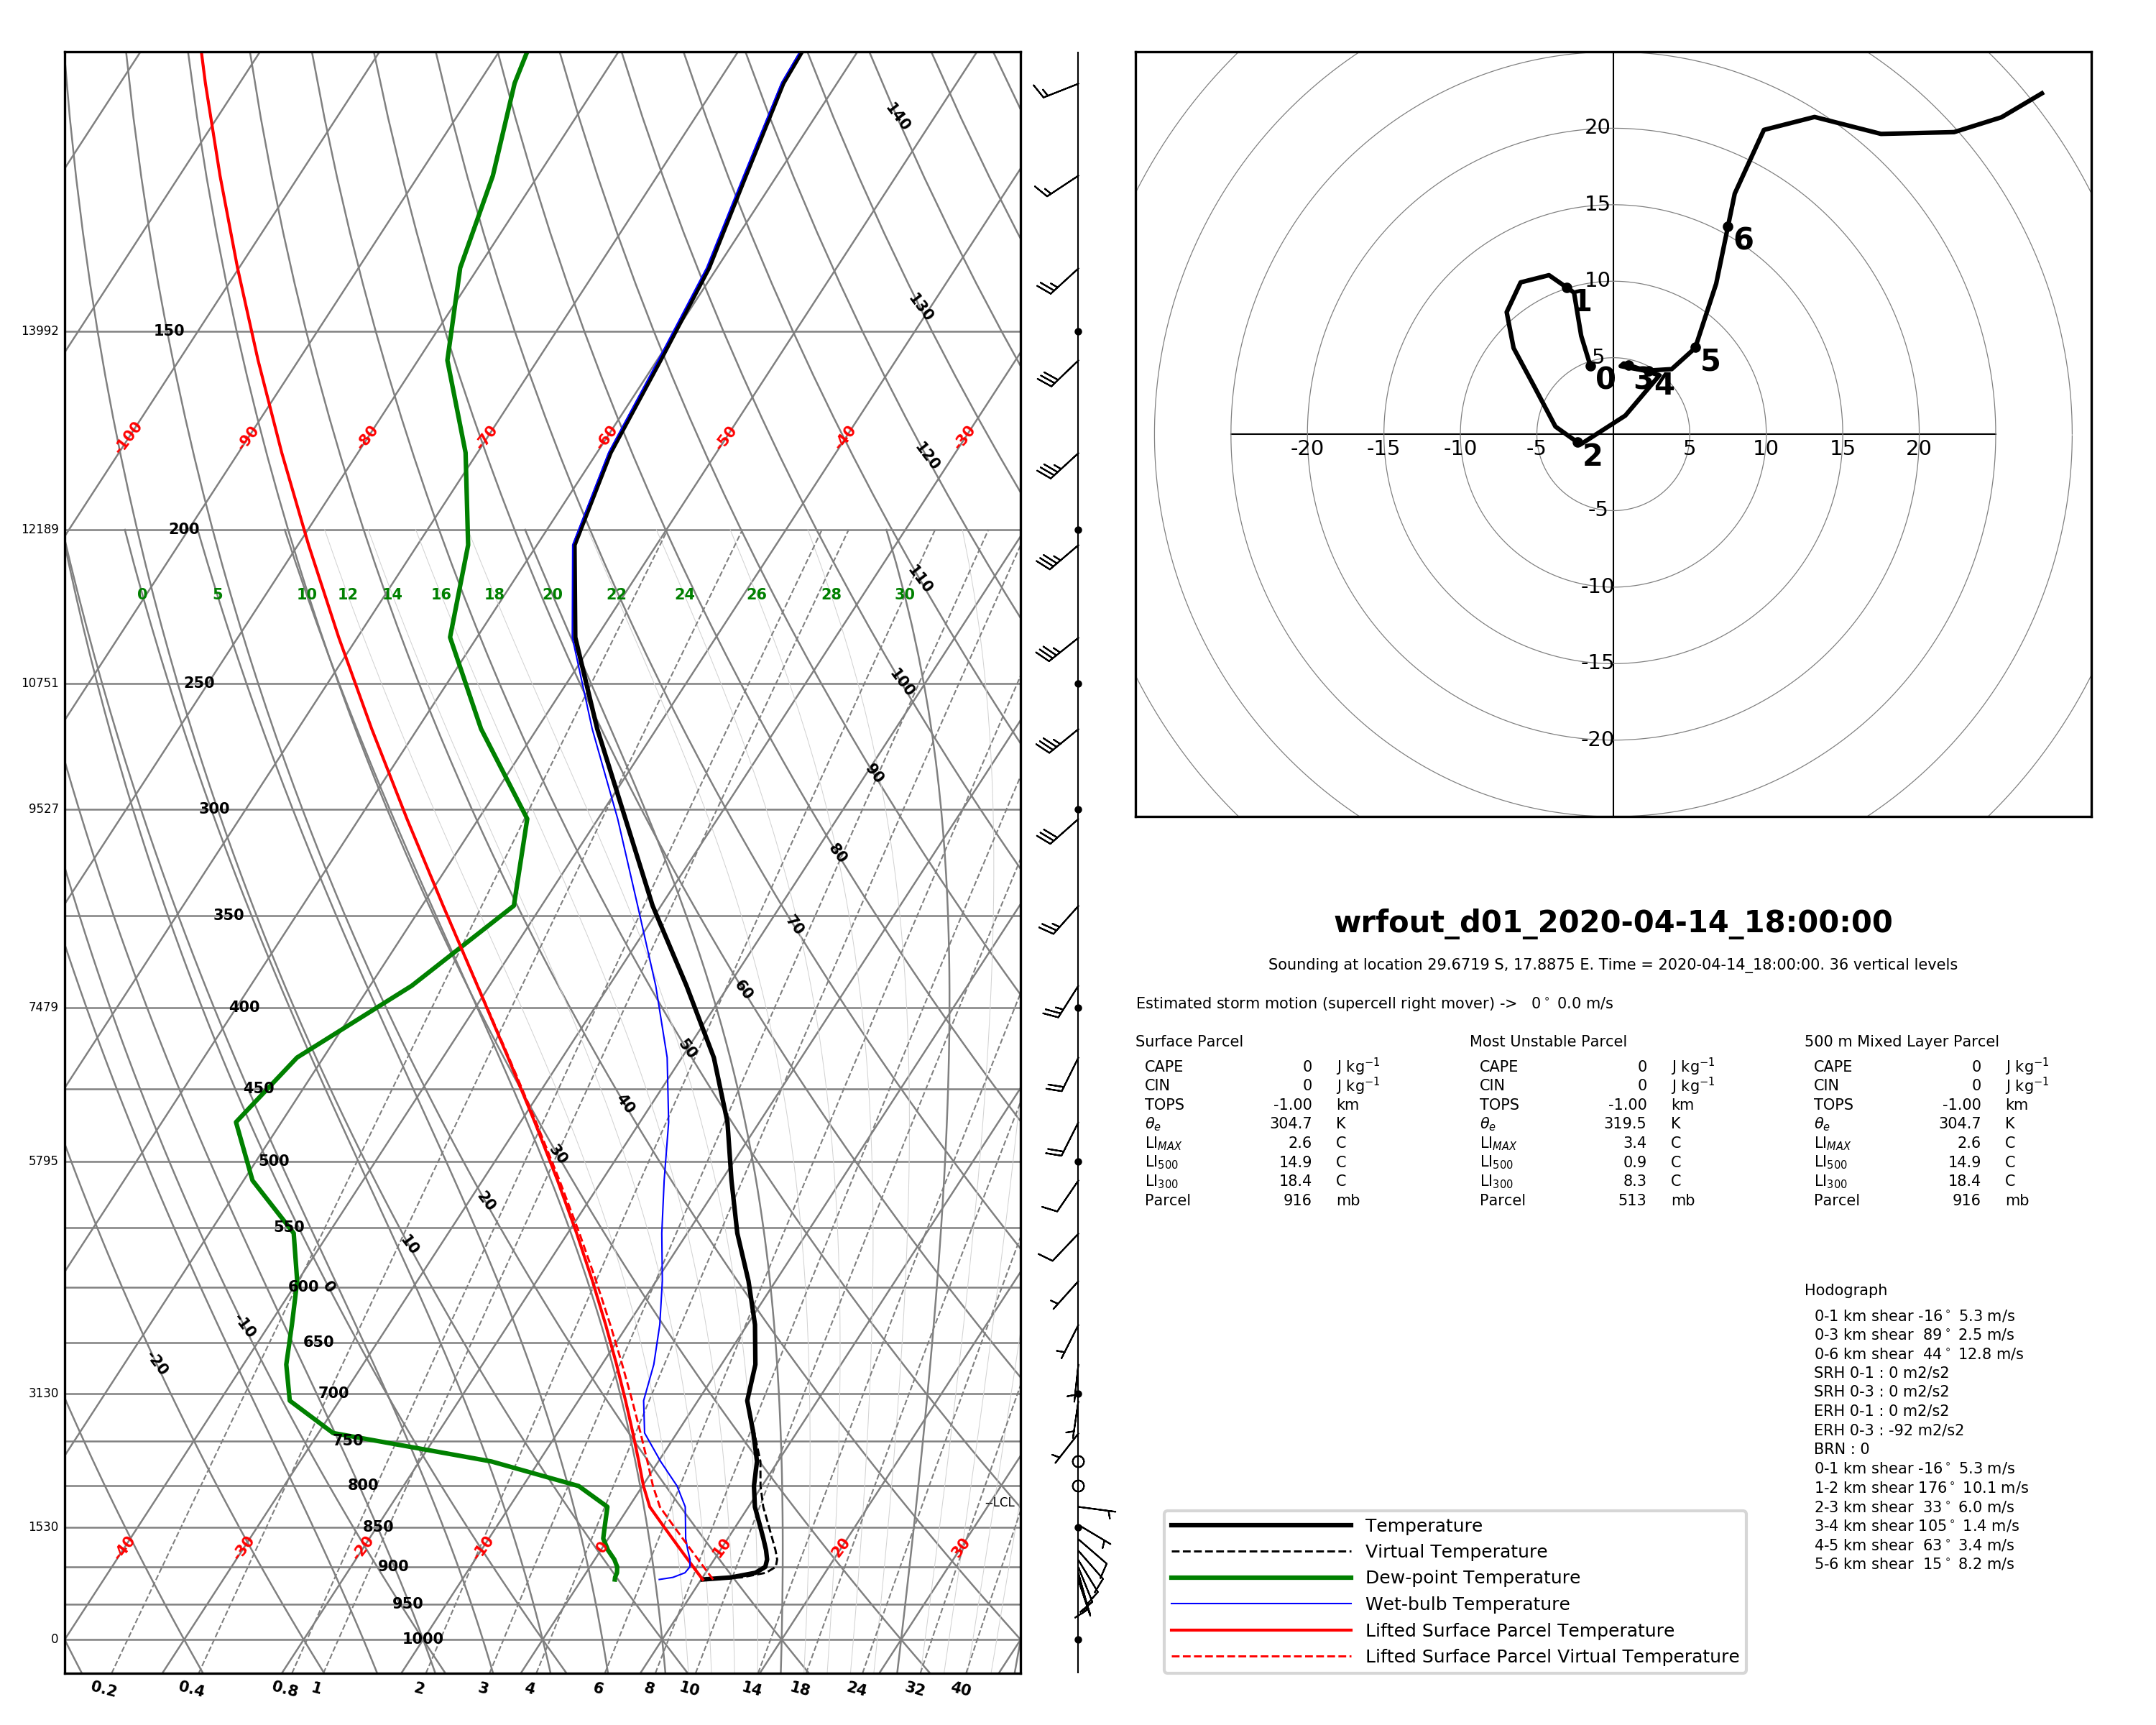 140
130
120
110
100
90
80
70
60
50
40
30
20
10
0
-10
-20
13992 150
-100 -90 -80 -70 -60 -50 -40 -30
12189 200
0 5 10 12 14 16 18 20 22 24 26 28 30
10751 250
9527 300
350
7479 400
450
5795 500
550
600
650
3130 700
750
800
--LCL
1530 850
-40 -30 -20 -10 0 10 20 30
900
950
0 1000
0.2 0.4 0.8 1 2 3 4 6 8 10 14 18 24 32 40
20
15
10
5
-5
-10
-15
-20
-20 -15 -10 -5 5 10 15 20
0
1
2
3
4
5
6
wrfout_d01_2020-04-14_18:00:00
Sounding at location 29.6719 S, 17.8875 E. Time = 2020-04-14_18:00:00. 36 vertical levels
Estimated storm motion (supercell right mover) -> 0° 0.0 m/s
Surface Parcel
CAPE 0 J kg⁻¹
CIN 0 J kg⁻¹
TOPS -1.00 km
θₑ 304.7 K
LI_MAX 2.6 C
LI₅₀₀ 14.9 C
LI₃₀₀ 18.4 C
Parcel 916 mb
Most Unstable Parcel
CAPE 0 J kg⁻¹
CIN 0 J kg⁻¹
TOPS -1.00 km
θₑ 319.5 K
LI_MAX 3.4 C
LI₅₀₀ 0.9 C
LI₃₀₀ 8.3 C
Parcel 513 mb
500 m Mixed Layer Parcel
CAPE 0 J kg⁻¹
CIN 0 J kg⁻¹
TOPS -1.00 km
θₑ 304.7 K
LI_MAX 2.6 C
LI₅₀₀ 14.9 C
LI₃₀₀ 18.4 C
Parcel 916 mb
Hodograph
0-1 km shear -16° 5.3 m/s
0-3 km shear 89° 2.5 m/s
0-6 km shear 44° 12.8 m/s
SRH 0-1 : 0 m2/s2
SRH 0-3 : 0 m2/s2
ERH 0-1 : 0 m2/s2
ERH 0-3 : -92 m2/s2
BRN : 0
0-1 km shear -16° 5.3 m/s
1-2 km shear 176° 10.1 m/s
2-3 km shear 33° 6.0 m/s
3-4 km shear 105° 1.4 m/s
4-5 km shear 63° 3.4 m/s
5-6 km shear 15° 8.2 m/s
Temperature
Virtual Temperature
Dew-point Temperature
Wet-bulb Temperature
Lifted Surface Parcel Temperature
Lifted Surface Parcel Virtual Temperature